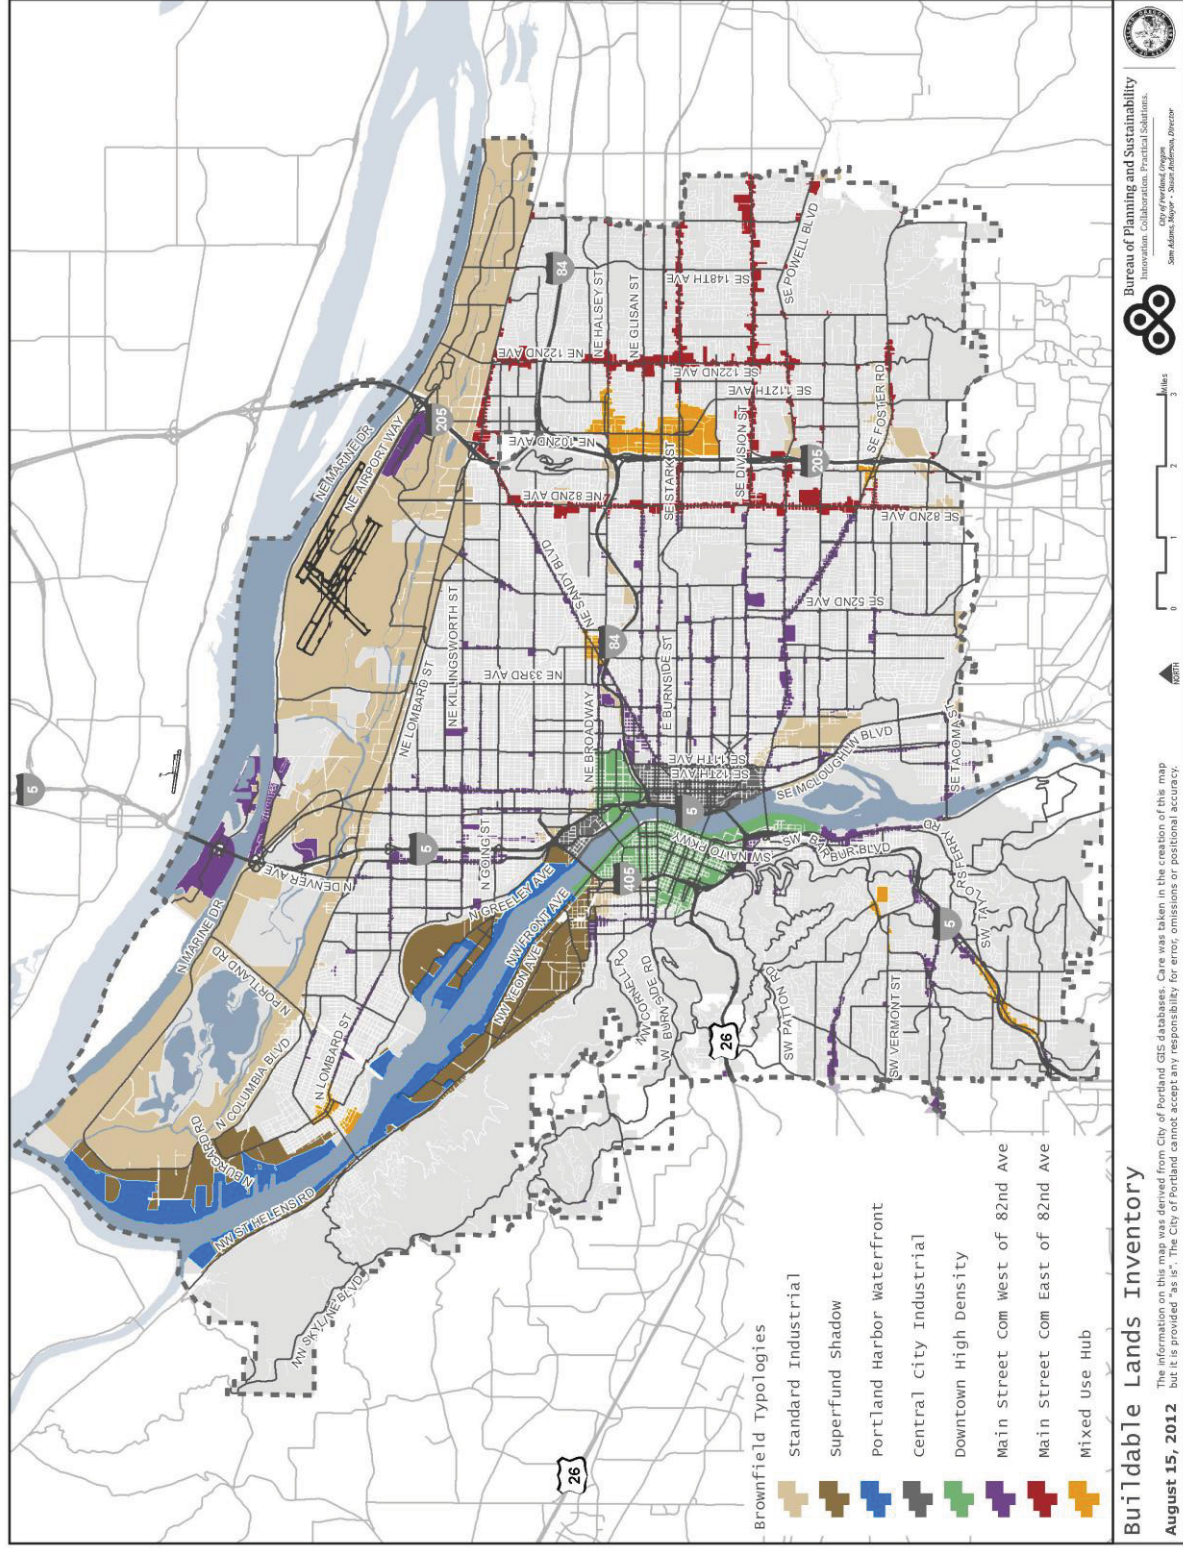 Buildable Lands Inventory
August 15, 2012
The information on this map was derived from City of Portland GIS databases. Care was taken in the creation of this map
but it is provided "as is". The City of Portland cannot accept any responsibility for error, omissions or positional accuracy.
NORTH
0 1 2 3
Miles
Bureau of Planning and Sustainability
Innovation. Collaboration. Practical Solutions.
City of Portland, Oregon
Sam Adams, Mayor • Susan Anderson, Director
Brownfield Typologies
Standard Industrial
Superfund Shadow
Portland Harbor Waterfront
Central City Industrial
Downtown High Density
Main Street Com West of 82nd Ave
Main Street Com East of 82nd Ave
Mixed Use Hub
26
NW SKYLINE BLVD
NW ST HELENS RD
N BURGARD RD
N COLUMBIA BLVD
N LOMBARD ST
N PORTLAND RD
N MARINE DR
N DENVER AVE
5
5
N GOING ST
N GREELEY AVE
NW FRONT AVE
NW YEON AVE
NW CORNELL RD
W BURNSIDE RD
26
SW PATTON RD
SW VERMONT ST
5
SW TAYLORS FERRY RD
SW BARBUR BLVD
SW NAITO PKWY
405
5
NE MARINE DR
NE AIRPORT WAY
205
NE LOMBARD ST
NE KILLINGSWORTH ST
NE 33RD AVE
NE BROADWAY
NE SANDY BLVD
84
E BURNSIDE ST
SE 11TH AVE
SE 12TH AVE
SE MCLOUGHLIN BLVD
SE TACOMA ST
SE 52ND AVE
NE 82ND AVE
SE 82ND AVE
NE 102ND AVE
SE STARK ST
SE DIVISION ST
205
SE FOSTER RD
SE 112TH AVE
NE 122ND AVE
SE 122ND AVE
NE HALSEY ST
NE GLISAN ST
84
SE 148TH AVE
SE POWELL BLVD